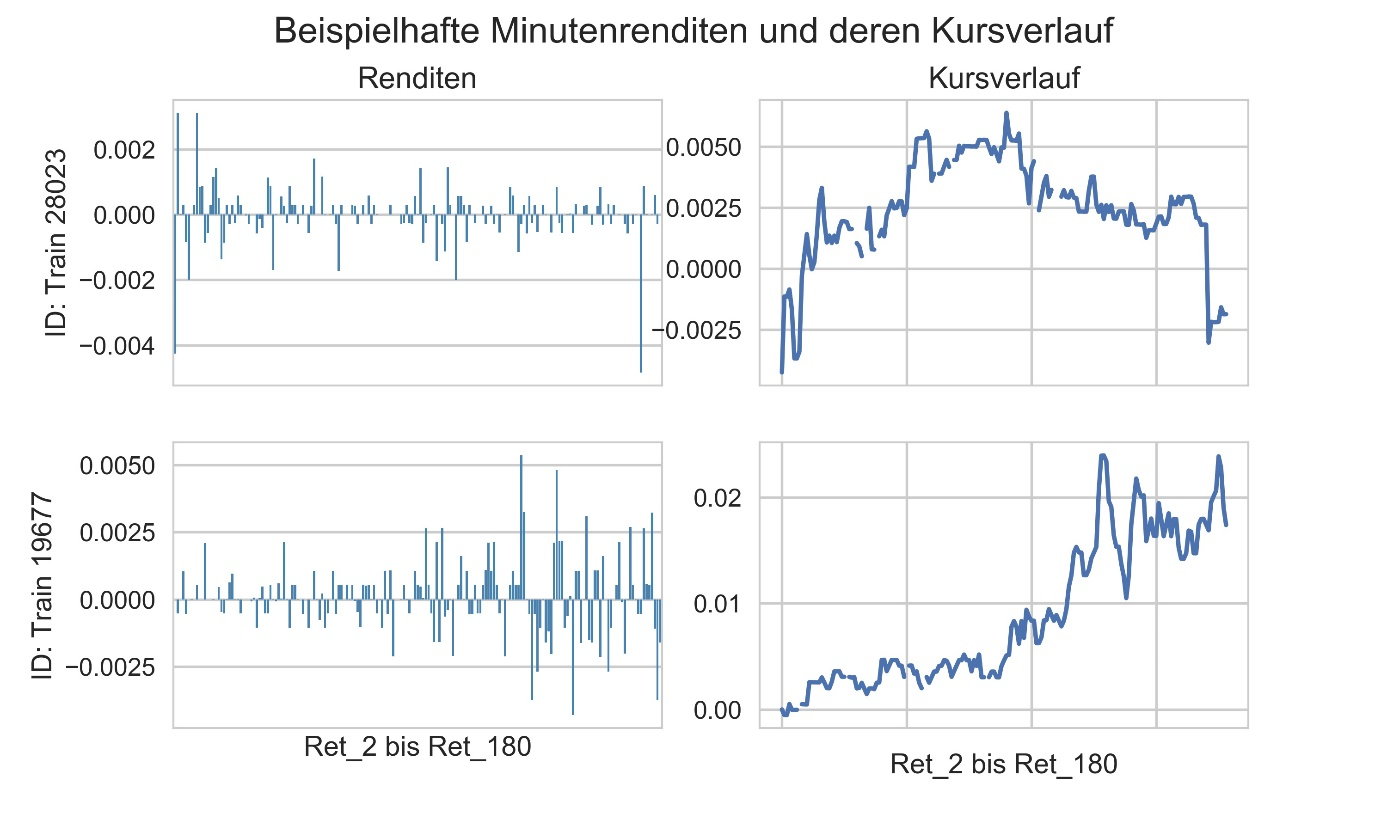 Beispielhafte Minutenrenditen und deren Kursverlauf
Renditen
Kursverlauf
ID: Train 28023
0.002
0.000
−0.002
−0.004
0.0050
0.0025
0.0000
−0.0025
ID: Train 19677
0.0050
0.0025
0.0000
−0.0025
0.02
0.01
0.00
Ret_2 bis Ret_180
Ret_2 bis Ret_180